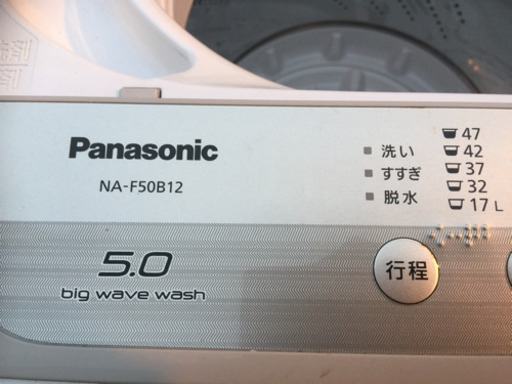 Panasonic
NA-F50B12
5.0
big wave wash
洗い
すすぎ
脱水
47
42
37
32
17 L
行程